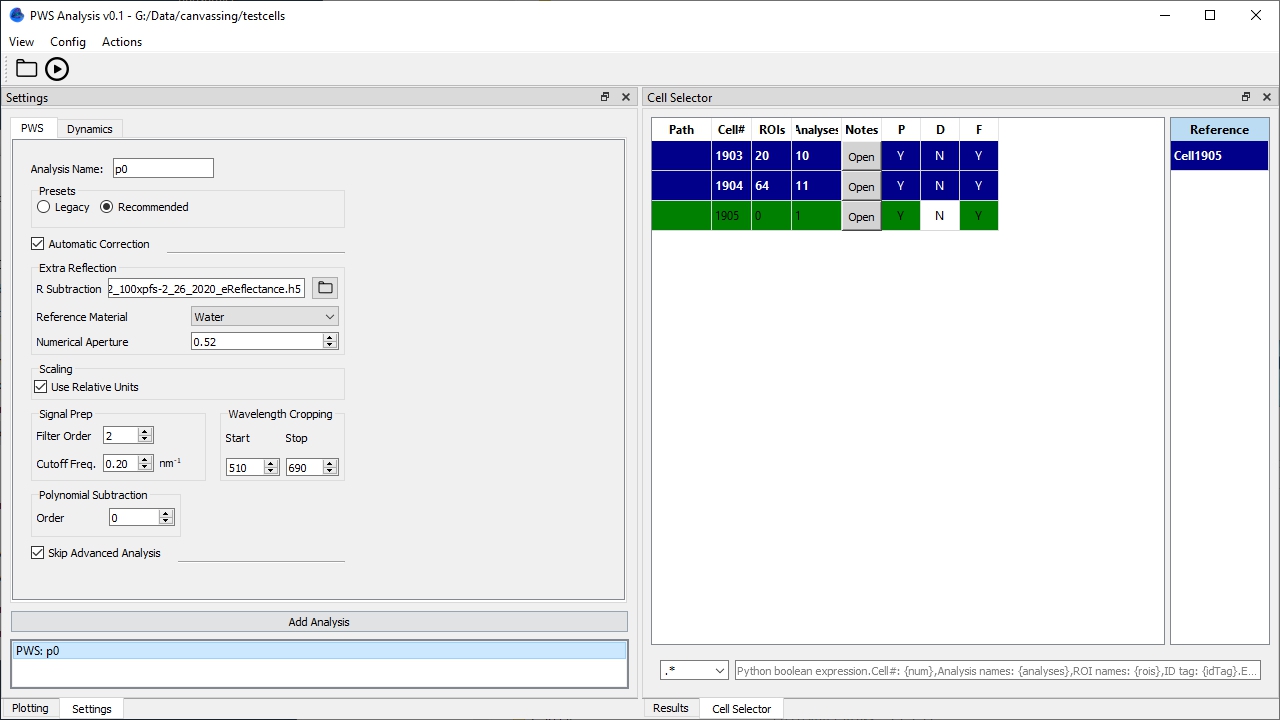 PWS Analysis v0.1 - G:/Data/canvassing/testcells
View Config Actions
Settings
PWS Dynamics
Analysis Name: p0
Presets
Legacy Recommended
Automatic Correction
Extra Reflection
R Subtraction 2_100xpfs-2_26_2020_eReflectance.h5
Reference Material Water
Numerical Aperture 0.52
Scaling
Use Relative Units
Signal Prep
Filter Order 2
Cutoff Freq. 0.20 nm⁻¹
Wavelength Cropping
Start Stop
510 690
Polynomial Subtraction
Order 0
Skip Advanced Analysis
Add Analysis
PWS: p0
Plotting Settings
Cell Selector
Path Cell# ROIs Analyses Notes P D F
1903 20 10 Open Y N Y
1904 64 11 Open Y N Y
1905 0 1 Open Y N Y
Reference
Cell1905
.* Python boolean expression.Cell#: {num},Analysis names: {analyses},ROI names: {rois},ID tag: {idTag}.E...
Results Cell Selector